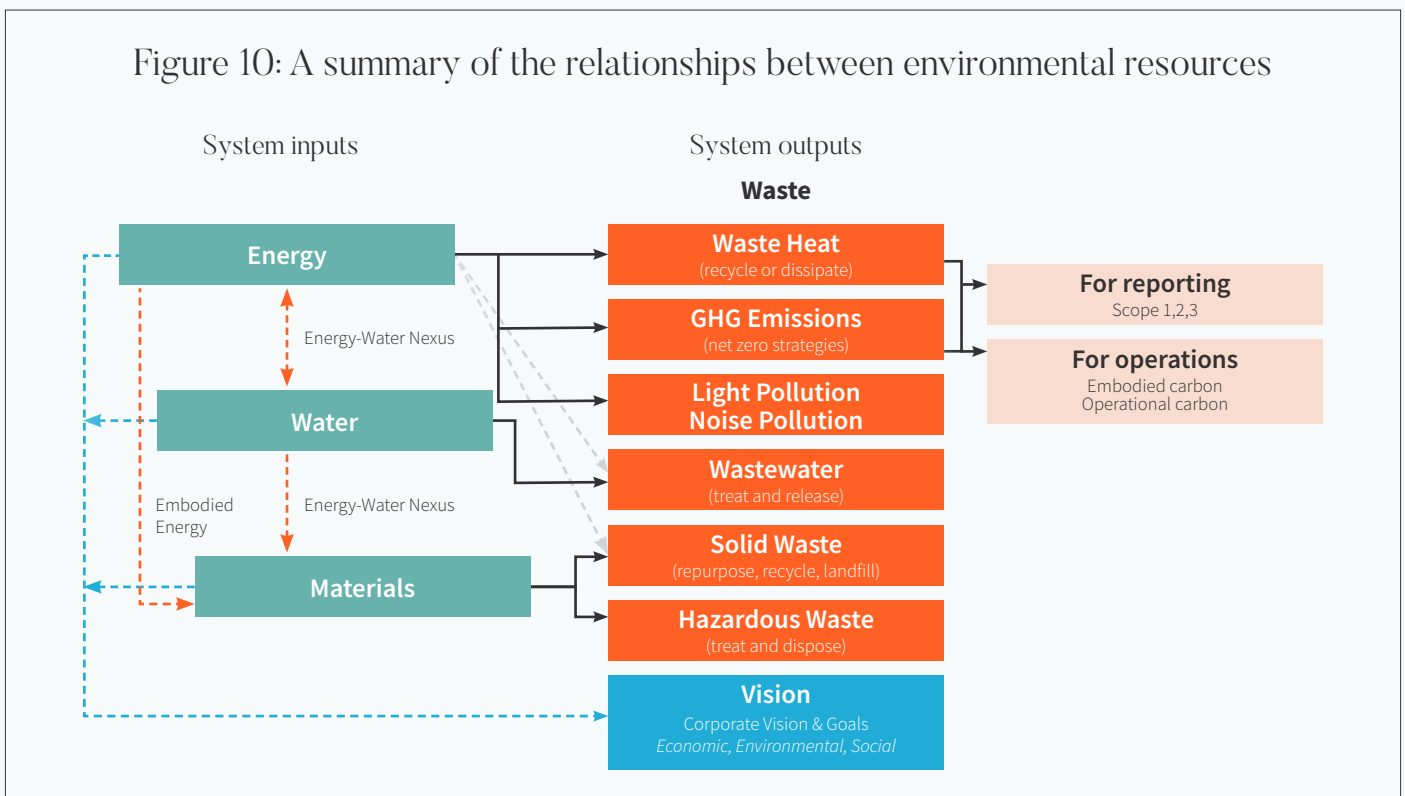 Figure 10: A summary of the relationships between environmental resources
System inputs
System outputs
Waste
Energy
Energy-Water Nexus
Water
Embodied
Energy
Energy-Water Nexus
Materials
Waste Heat
(recycle or dissipate)
GHG Emissions
(net zero strategies)
Light Pollution
Noise Pollution
Wastewater
(treat and release)
Solid Waste
(repurpose, recycle, landfill)
Hazardous Waste
(treat and dispose)
Vision
Corporate Vision & Goals
Economic, Environmental, Social
For reporting
Scope 1,2,3
For operations
Embodied carbon
Operational carbon